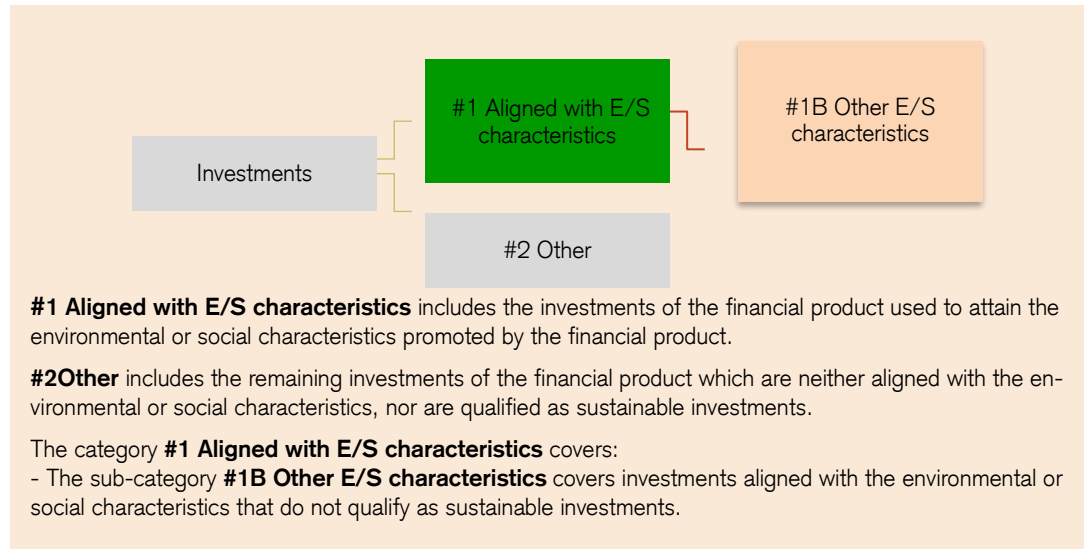 #1 Aligned with E/S
characteristics
#1B Other E/S
characteristics
Investments
#2 Other
#1 Aligned with E/S characteristics includes the investments of the financial product used to attain the
environmental or social characteristics promoted by the financial product.
#2Other includes the remaining investments of the financial product which are neither aligned with the en-
vironmental or social characteristics, nor are qualified as sustainable investments.
The category #1 Aligned with E/S characteristics covers:
- The sub-category #1B Other E/S characteristics covers investments aligned with the environmental or
social characteristics that do not qualify as sustainable investments.